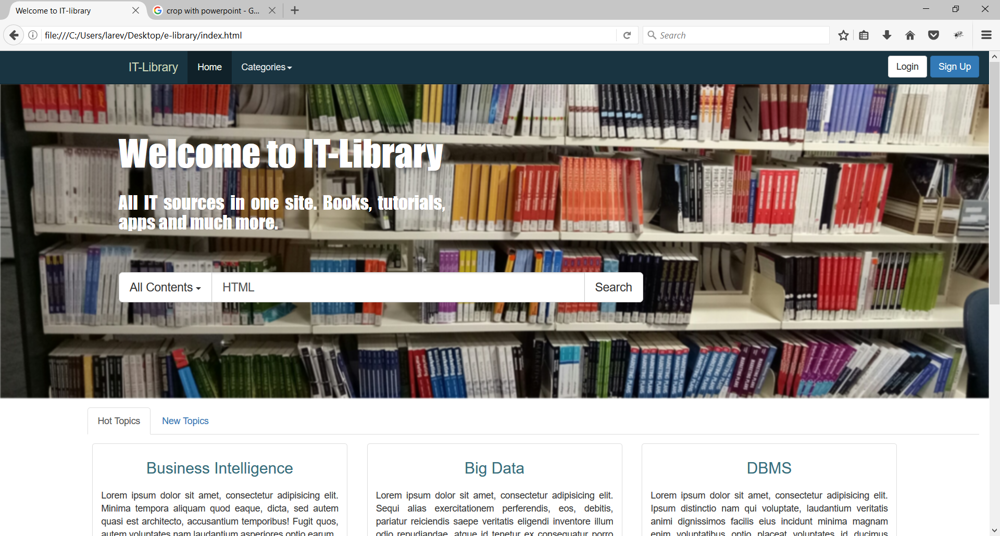 Welcome to IT-library
crop with powerpoint - G...
file:///C:/Users/larev/Desktop/e-library/index.html
Search
IT-Library
Home
Categories
Login
Sign Up
Welcome to IT-Library
All IT sources in one site. Books, tutorials,
apps and much more.
All Contents
HTML
Search
Hot Topics
New Topics
Business Intelligence
Lorem ipsum dolor sit amet, consectetur adipisicing elit.
Minima tempora aliquam quod eaque, dicta, sed autem
quasi est architecto, accusantium temporibus! Fugit quos,
autem voluptates nam laudantium asperiores optio earum
Big Data
Lorem ipsum dolor sit amet, consectetur adipisicing elit.
Sequi alias exercitationem perferendis, eos, debitis,
pariatur reiciendis saepe veritatis eligendi inventore illum
odio repudiandae, atque id tenetur ex consequatur porro
DBMS
Lorem ipsum dolor sit amet, consectetur adipisicing elit.
Ipsum distinctio nam qui voluptate, laudantium veritatis
animi dignissimos facilis eius incidunt minima magnam
enim voluptatibus optio placeat voluptates id ducimus